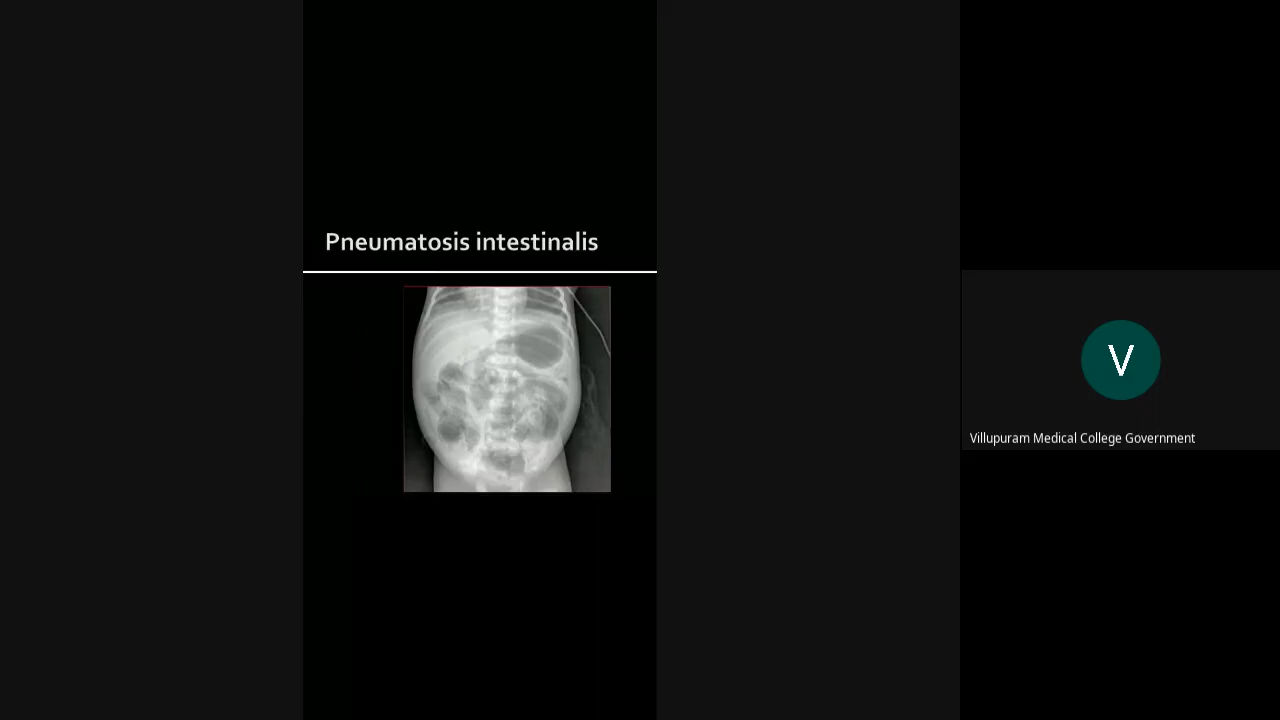 Pneumatosis intestinalis
V
Villupuram Medical College Government